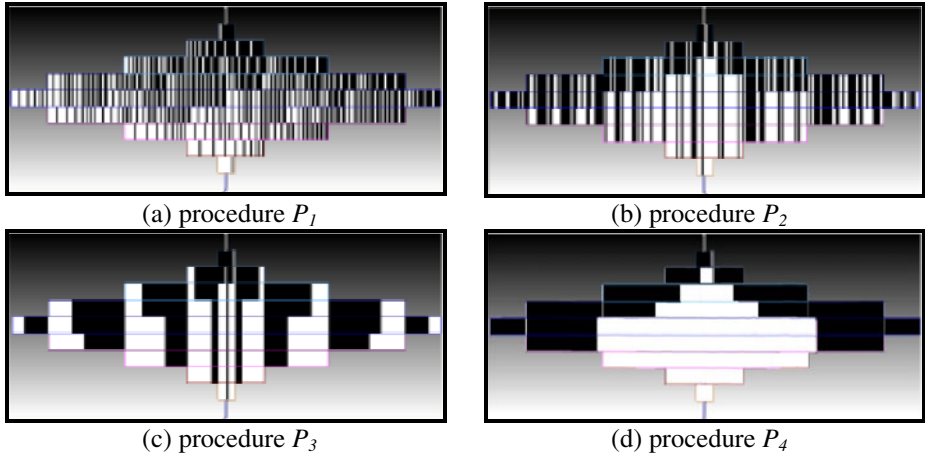 (a) procedure P₁
(b) procedure P₂
(c) procedure P₃
(d) procedure P₄